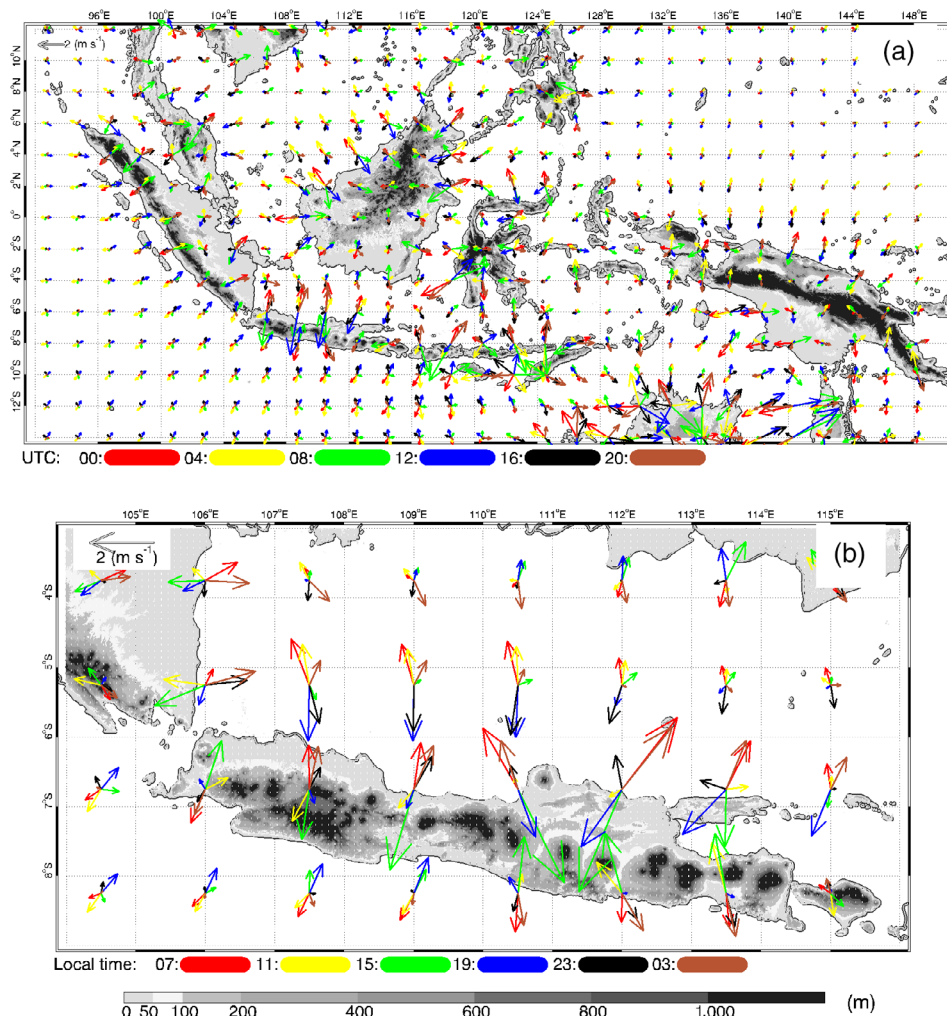 96°E 100°E 104°E 108°E 112°E 116°E 120°E 124°E 128°E 132°E 136°E 140°E 144°E 148°E
2 (m s⁻¹)
(a)
10°N
8°N
6°N
4°N
2°N
0°
2°S
4°S
6°S
8°S
10°S
12°S
UTC: 00: 04: 08: 12: 16: 20:
105°E 106°E 107°E 108°E 109°E 110°E 111°E 112°E 113°E 114°E 115°E
2 (m s⁻¹)
(b)
4°S
5°S
6°S
7°S
8°S
Local time: 07: 11: 15: 19: 23: 03:
0 50 100 200 400 600 800 1,000 (m)